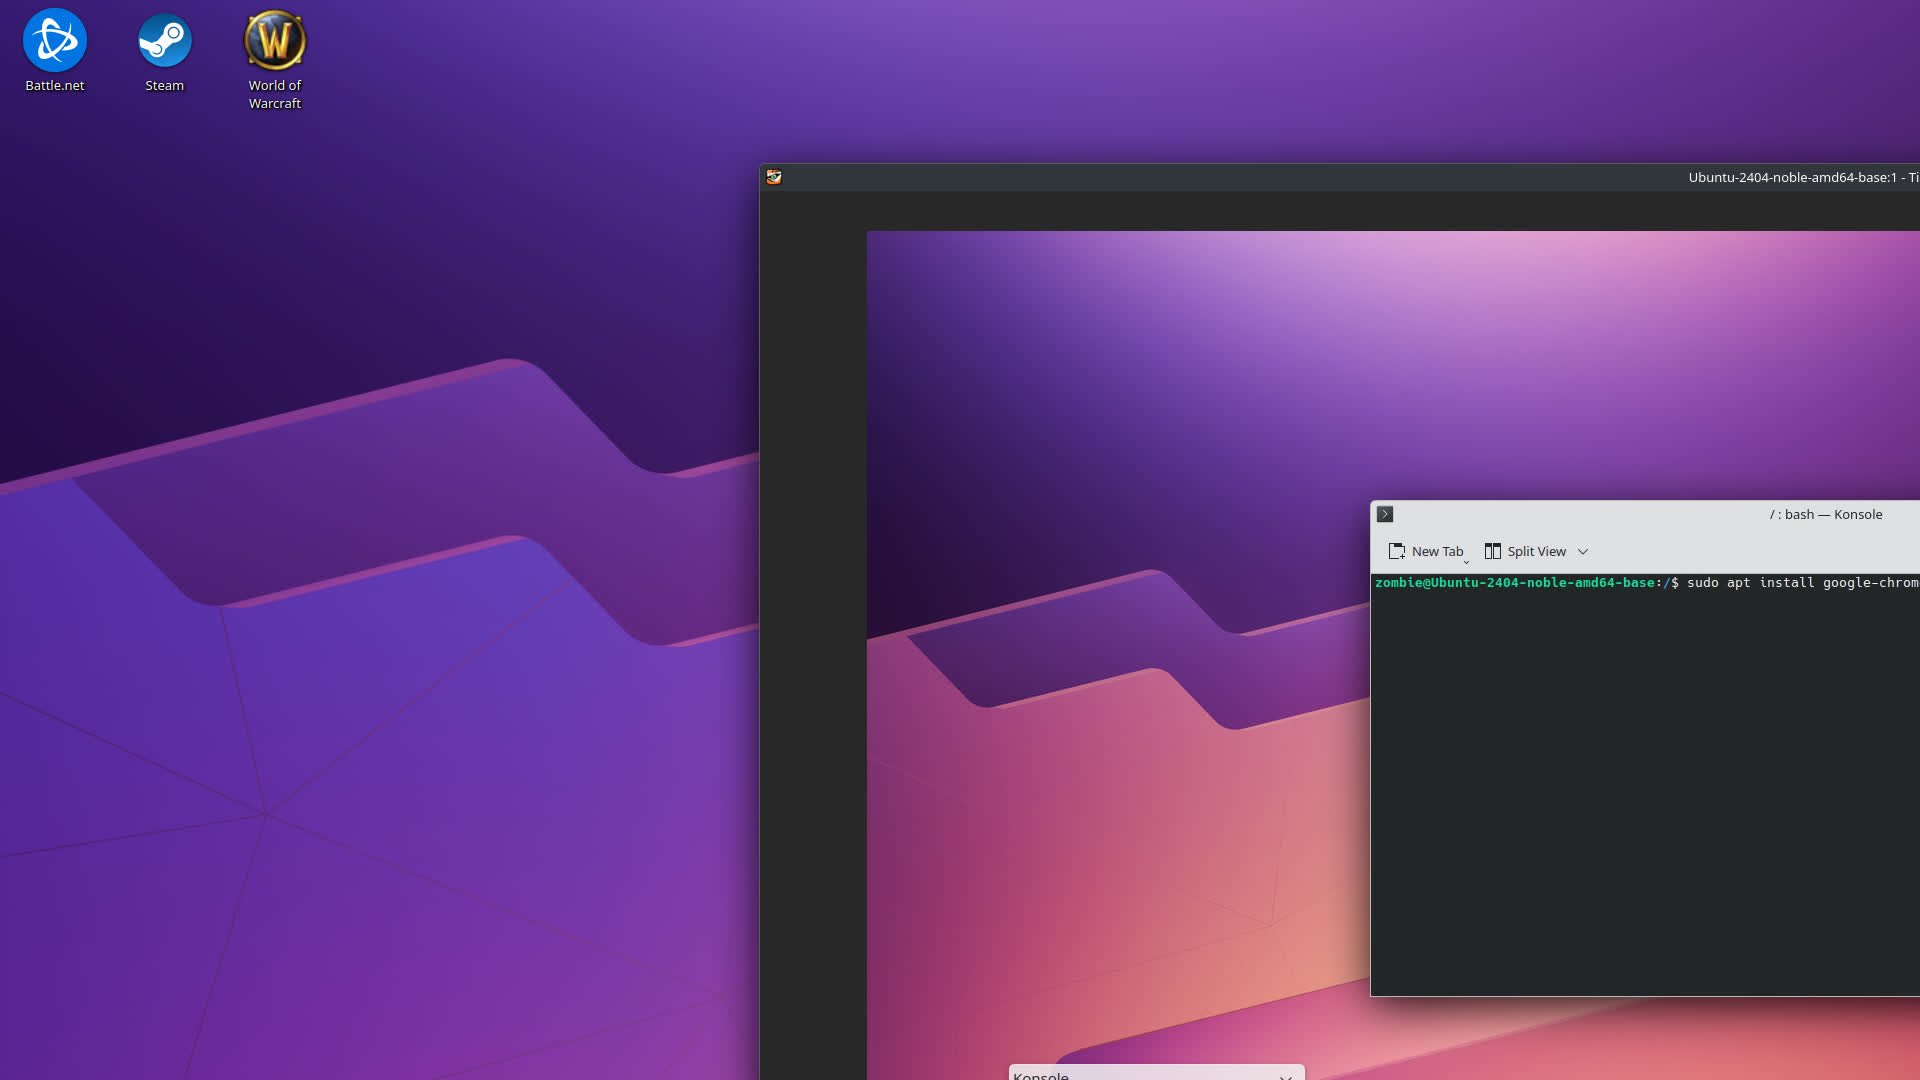 Battle.net
Steam
World of
Warcraft
Ubuntu-2404-noble-amd64-base:1 - Ti
/ : bash — Konsole
New Tab
Split View
zombie@Ubuntu-2404-noble-amd64-base:/$ sudo apt install google-chrom
Konsole